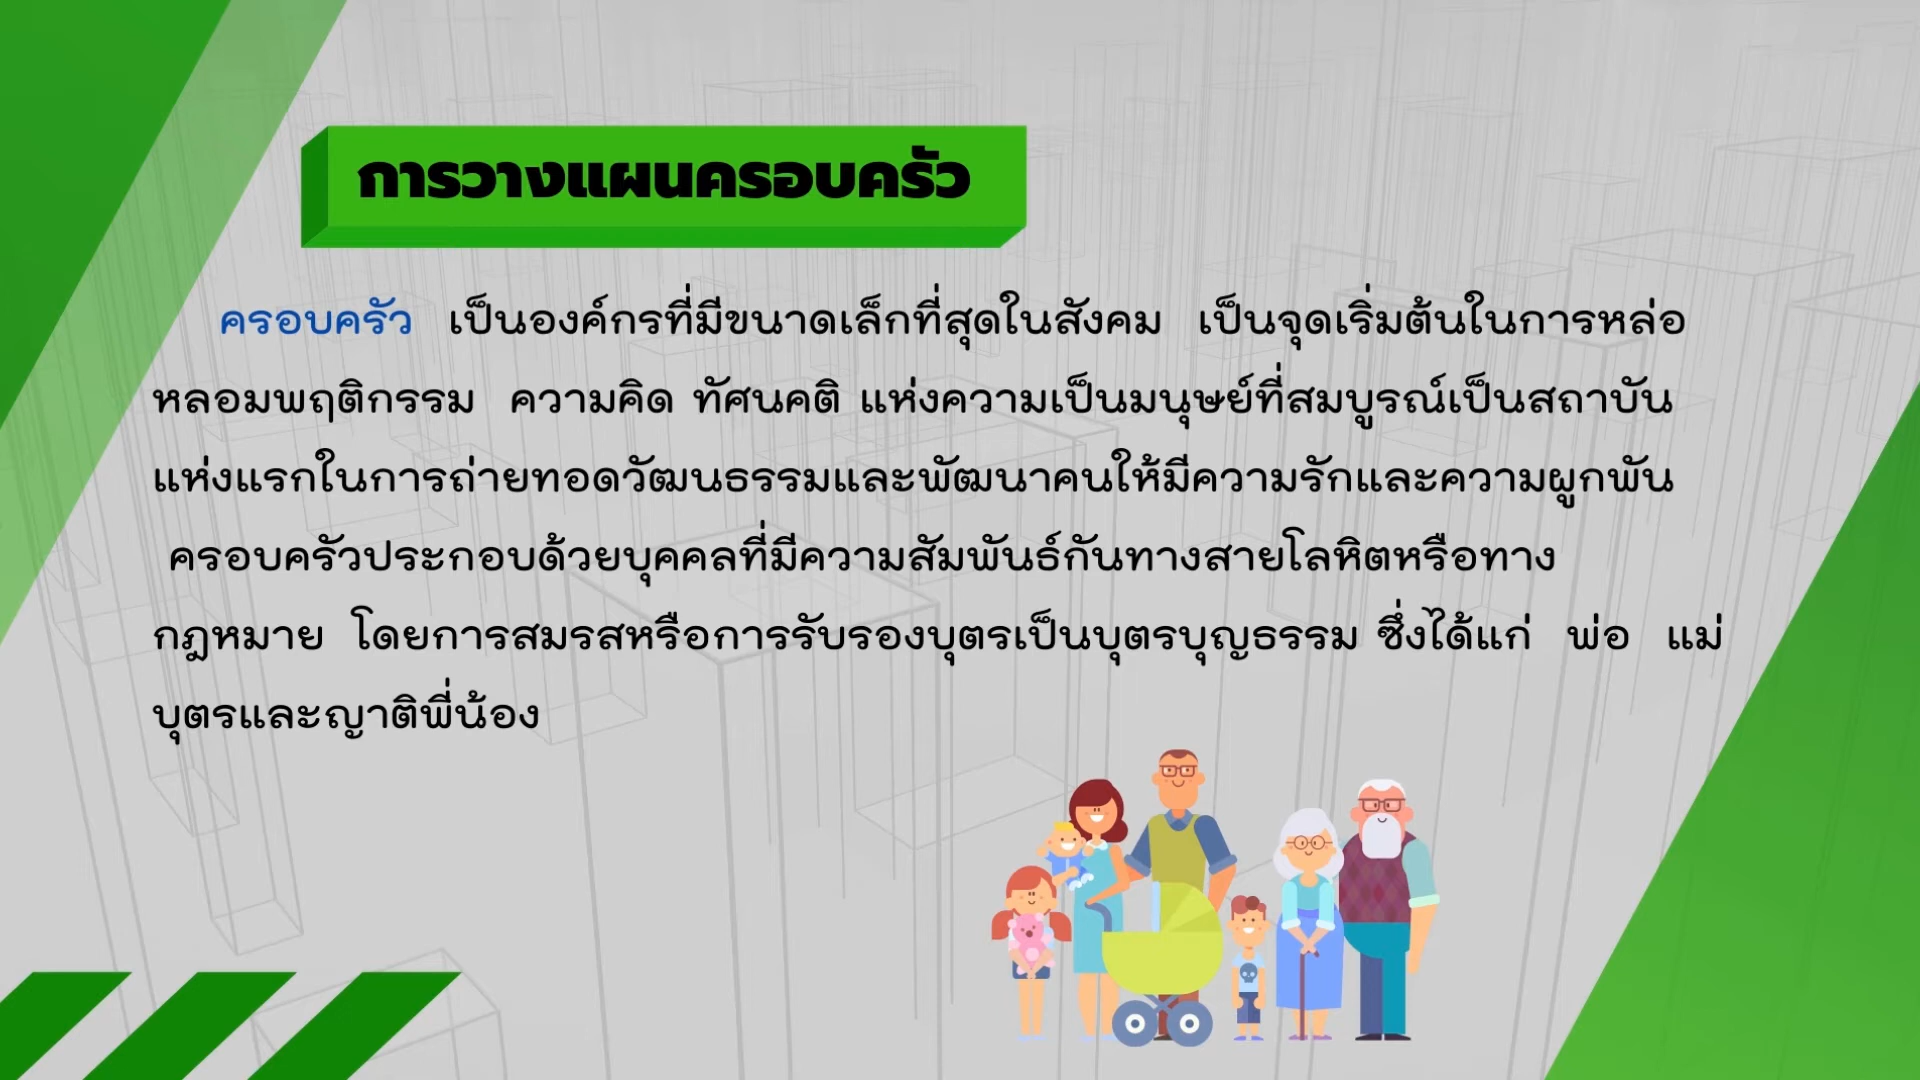 การวางแผนครอบครัว
ครอบครัว เป็นองค์กรที่มีขนาดเล็กที่สุดในสังคม เป็นจุดเริ่มต้นในการหล่อ
หลอมพฤติกรรม ความคิด ทัศนคติ แห่งความเป็นมนุษย์ที่สมบูรณ์เป็นสถาบัน
แห่งแรกในการถ่ายทอดวัฒนธรรมและพัฒนาคนให้มีความรักและความผูกพัน
ครอบครัวประกอบด้วยบุคคลที่มีความสัมพันธ์กันทางสายโลหิตหรือทาง
กฎหมาย โดยการสมรสหรือการรับรองบุตรเป็นบุตรบุญธรรม ซึ่งได้แก่ พ่อ แม่
บุตรและญาติพี่น้อง